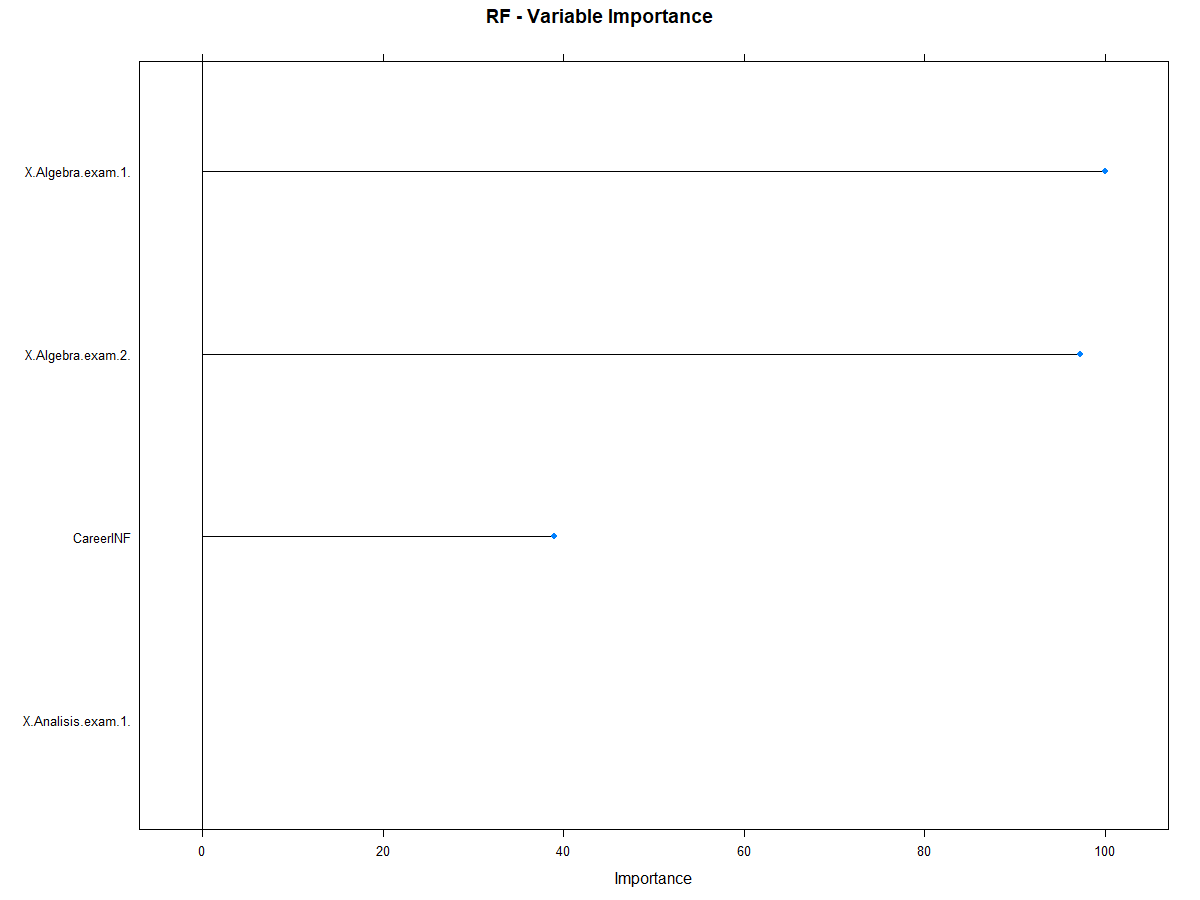 RF - Variable Importance
X.Algebra.exam.1.
X.Algebra.exam.2.
CareerINF
X.Analisis.exam.1.
0 20 40 60 80 100
Importance